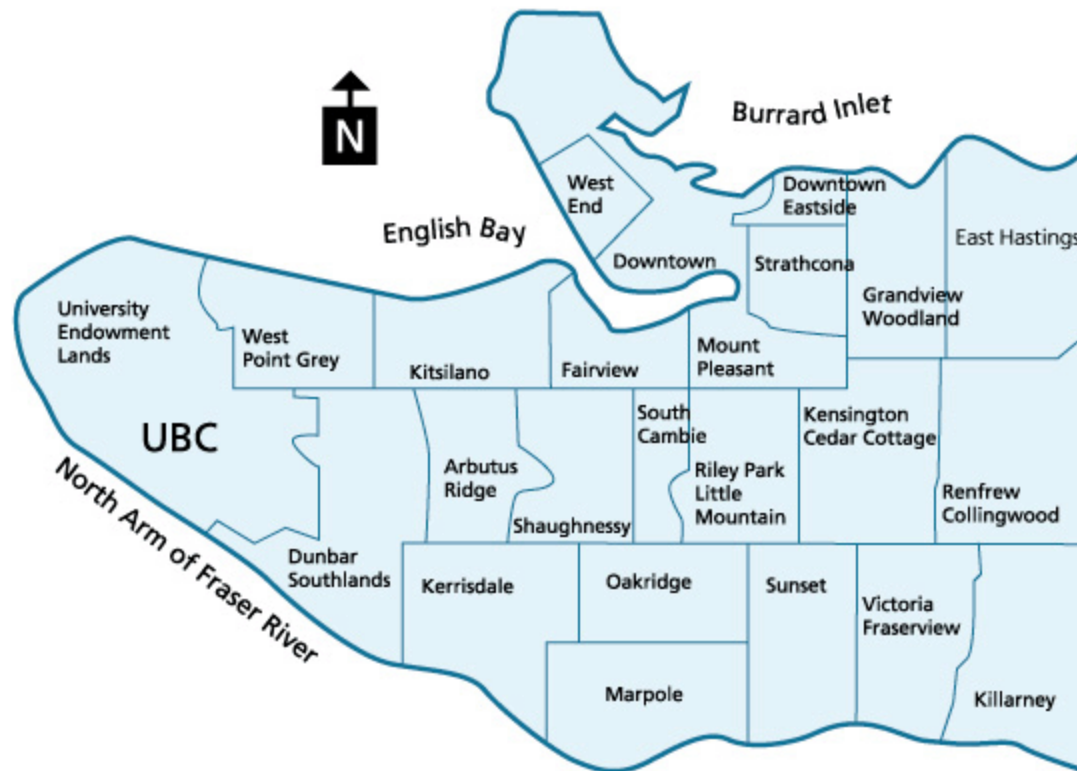 N
Burrard Inlet
West
End
Downtown
Eastside
English Bay
Downtown
Strathcona
East Hastings
University
Endowment
Lands
West
Point Grey
Kitsilano
Fairview
Mount
Pleasant
Grandview
Woodland
UBC
Arbutus
Ridge
Shaughnessy
South
Cambie
Riley Park
Little
Mountain
Kensington
Cedar Cottage
Renfrew
Collingwood
North Arm of Fraser River
Dunbar
Southlands
Kerrisdale
Oakridge
Sunset
Victoria
Fraserview
Marpole
Killarney